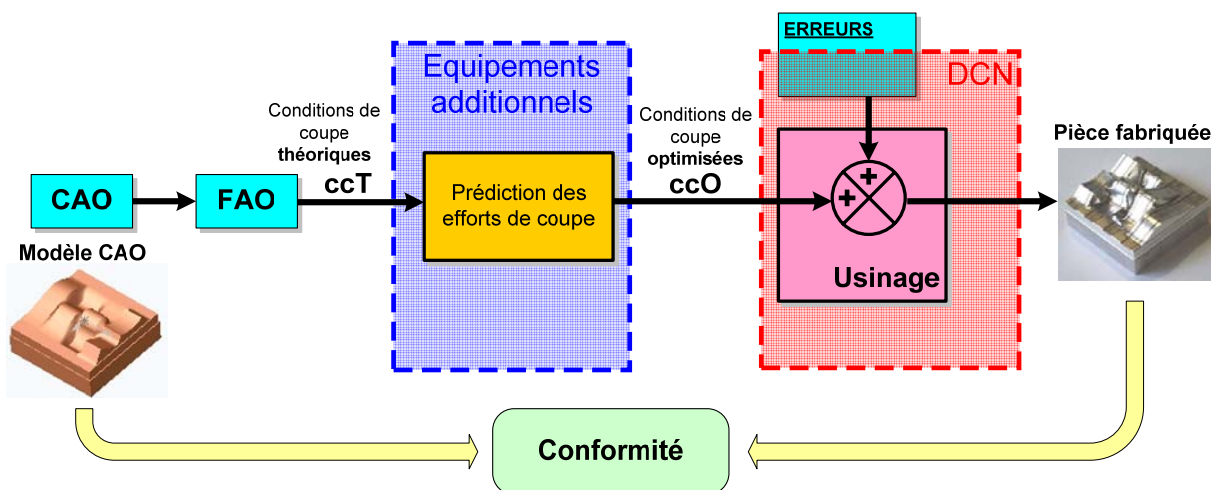 ERREURS
DCN
Equipements
additionnels
Conditions de
coupe
théoriques
ccT
Conditions de
coupe
optimisées
ccO
Pièce fabriquée
CAO
FAO
Prédiction des
efforts de coupe
+
+
Usinage
Modèle CAO
Conformité